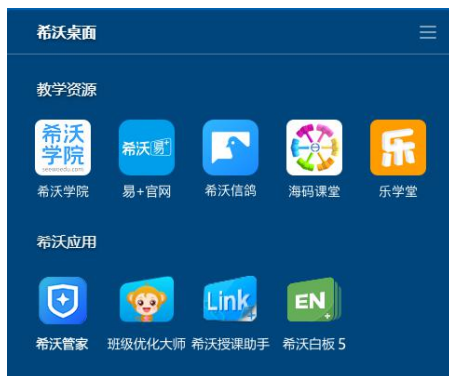 希沃桌面
教学资源
希沃
学院
seewoedu.com
希沃易+
乐
希沃学院
易+官网
希沃信鸽
海码课堂
乐学堂
希沃应用
Link
EN
希沃管家
班级优化大师
希沃授课助手
希沃白板 5